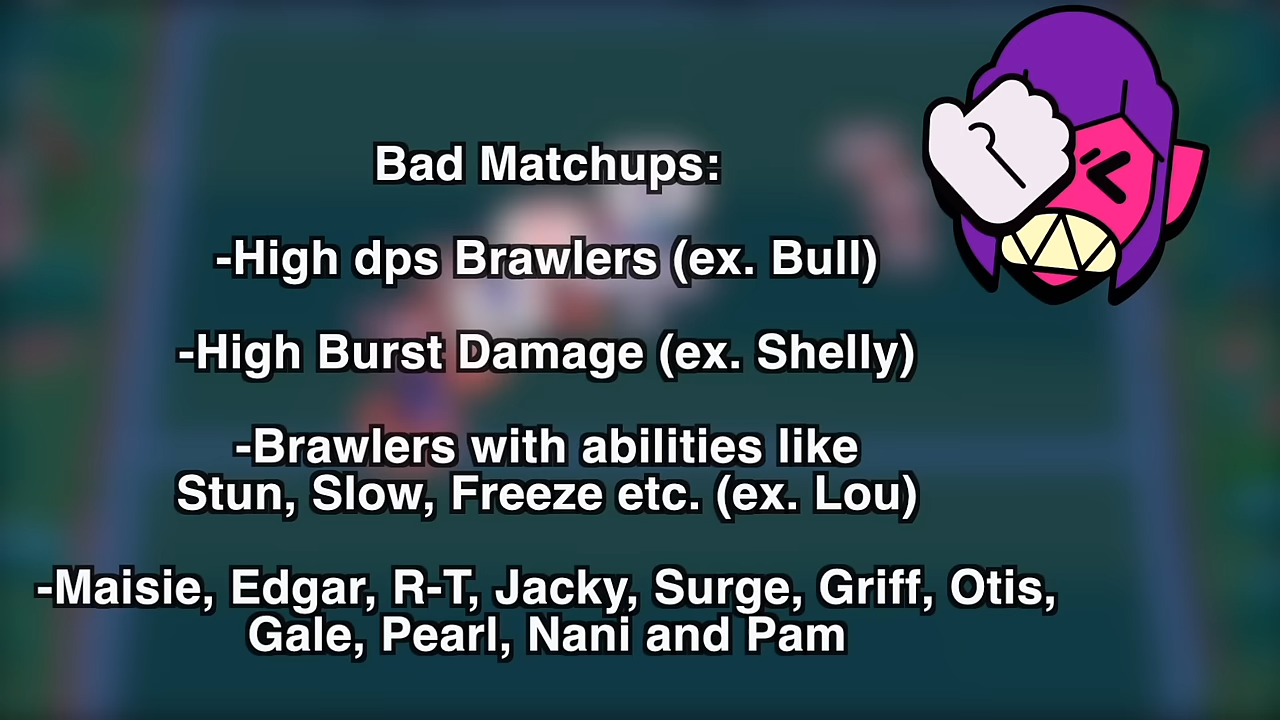 Bad Matchups:
-High dps Brawlers (ex. Bull)
-High Burst Damage (ex. Shelly)
-Brawlers with abilities like
Stun, Slow, Freeze etc. (ex. Lou)
-Maisie, Edgar, R-T, Jacky, Surge, Griff, Otis,
Gale, Pearl, Nani and Pam